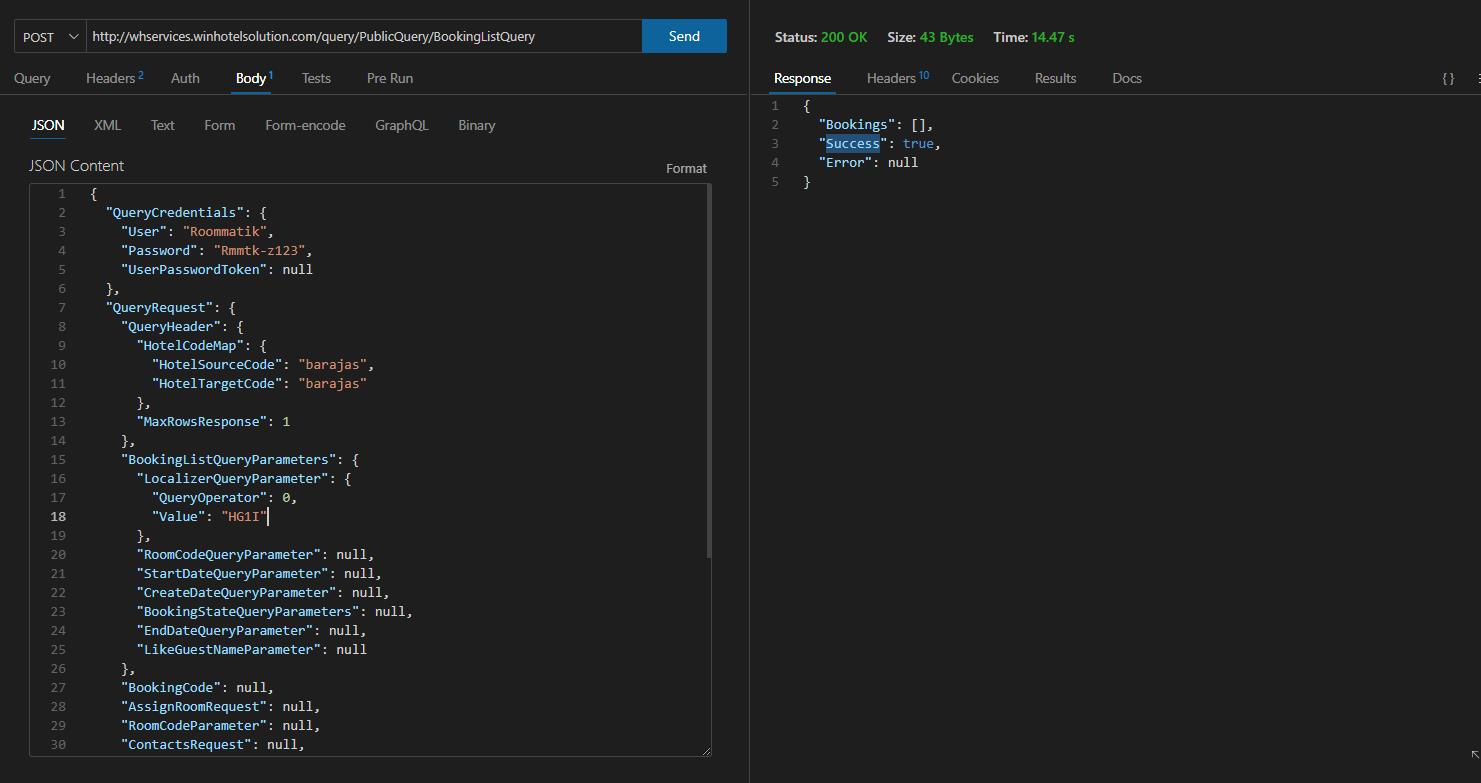 POST http://whservices.winhotelsolution.com/query/PublicQuery/BookingListQuery Send
Query Headers 2 Auth Body 1 Tests Pre Run
JSON XML Text Form Form-encode GraphQL Binary
JSON Content Format
1 {
2 "QueryCredentials": {
3 "User": "Roommatik",
4 "Password": "Rmmtk-z123",
5 "UserPasswordToken": null
6 },
7 "QueryRequest": {
8 "QueryHeader": {
9 "HotelCodeMap": {
10 "HotelSourceCode": "barajas",
11 "HotelTargetCode": "barajas"
12 },
13 "MaxRowsResponse": 1
14 },
15 "BookingListQueryParameters": {
16 "LocalizerQueryParameter": {
17 "QueryOperator": 0,
18 "Value": "HG1I"
19 },
20 "RoomCodeQueryParameter": null,
21 "StartDateQueryParameter": null,
22 "CreateDateQueryParameter": null,
23 "BookingStateQueryParameters": null,
24 "EndDateQueryParameter": null,
25 "LikeGuestNameParameter": null
26 },
27 "BookingCode": null,
28 "AssignRoomRequest": null,
29 "RoomCodeParameter": null,
30 "ContactsRequest": null,
Status: 200 OK Size: 43 Bytes Time: 14.47 s
Response Headers 10 Cookies Results Docs {}
1 {
2 "Bookings": [],
3 "Success": true,
4 "Error": null
5 }